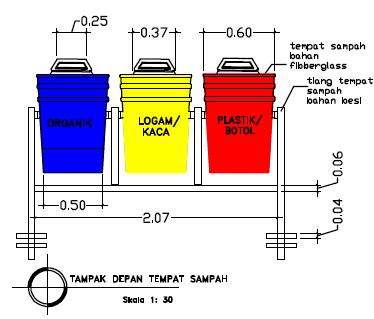 0.25
0.37
0.60
tempat sampah
bahan
fibberglass
tiang tempat
sampah
bahan besi
ORGANIK
LOGAM/
KACA
PLASTIK/
BOTOL
0.06
0.50
2.07
0.04
TAMPAK DEPAN TEMPAT SAMPAH
Skala 1: 30